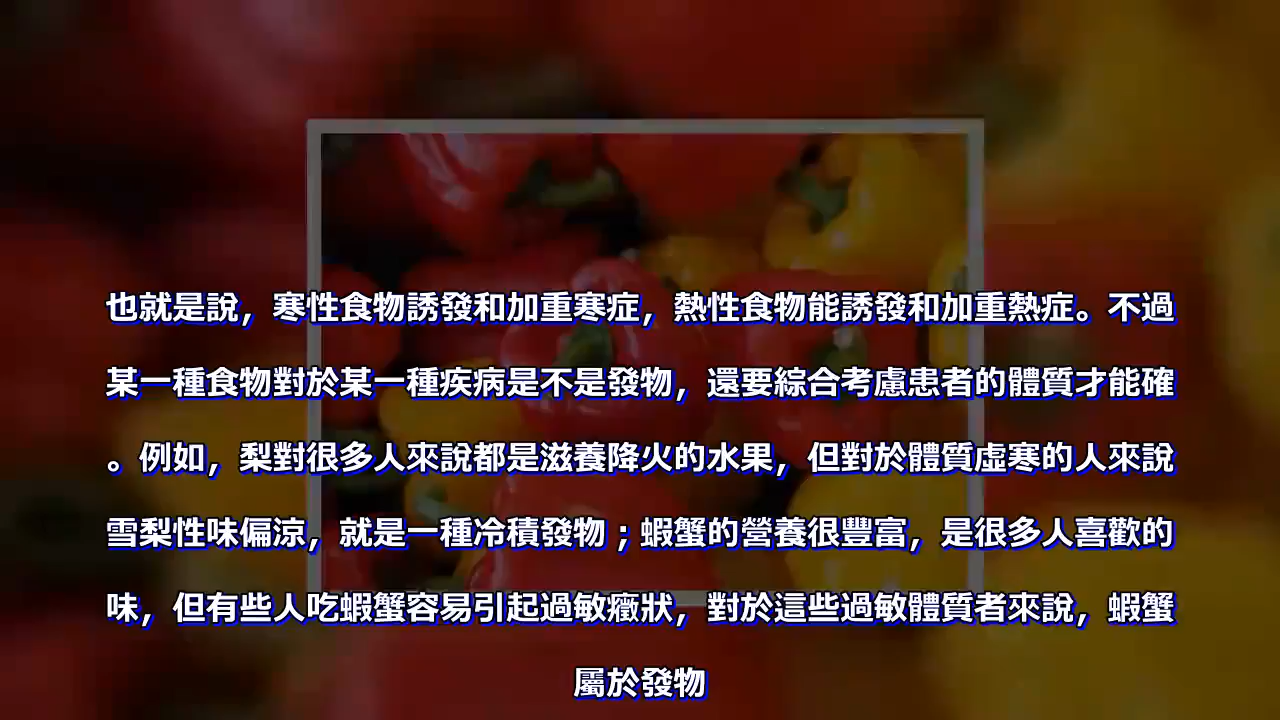 也就是說，寒性食物誘發和加重寒症，熱性食物能誘發和加重熱症。不過
某一種食物對於某一種疾病是不是發物，還要綜合考慮患者的體質才能確
。例如，梨對很多人來說都是滋養降火的水果，但對於體質虛寒的人來說
雪梨性味偏涼，就是一種冷積發物；蝦蟹的營養很豐富，是很多人喜歡的
味，但有些人吃蝦蟹容易引起過敏癥狀，對於這些過敏體質者來說，蝦蟹
屬於發物